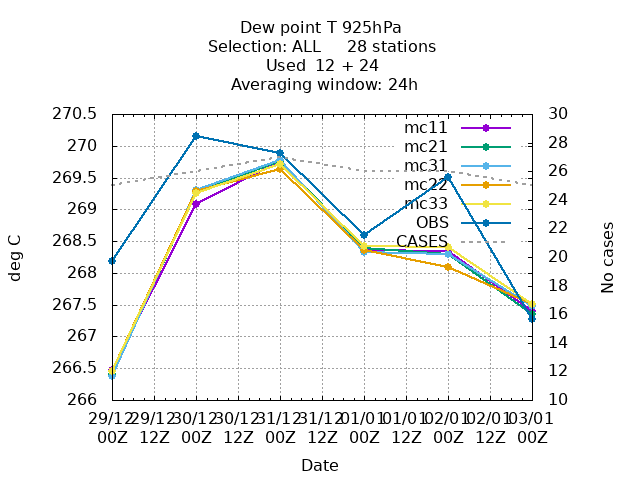 Dew point T 925hPa
Selection: ALL 28 stations
Used 12 + 24
Averaging window: 24h
270.5
270
269.5
269
268.5
268
267.5
267
266.5
266
deg C
30
28
26
24
22
20
18
16
14
12
10
No cases
mc11
mc21
mc31
mc22
mc33
OBS
CASES
29/12 29/12 30/12 30/12 31/12 31/12 01/01 01/01 02/01 02/01 03/01
00Z 12Z 00Z 12Z 00Z 12Z 00Z 12Z 00Z 12Z 00Z
Date